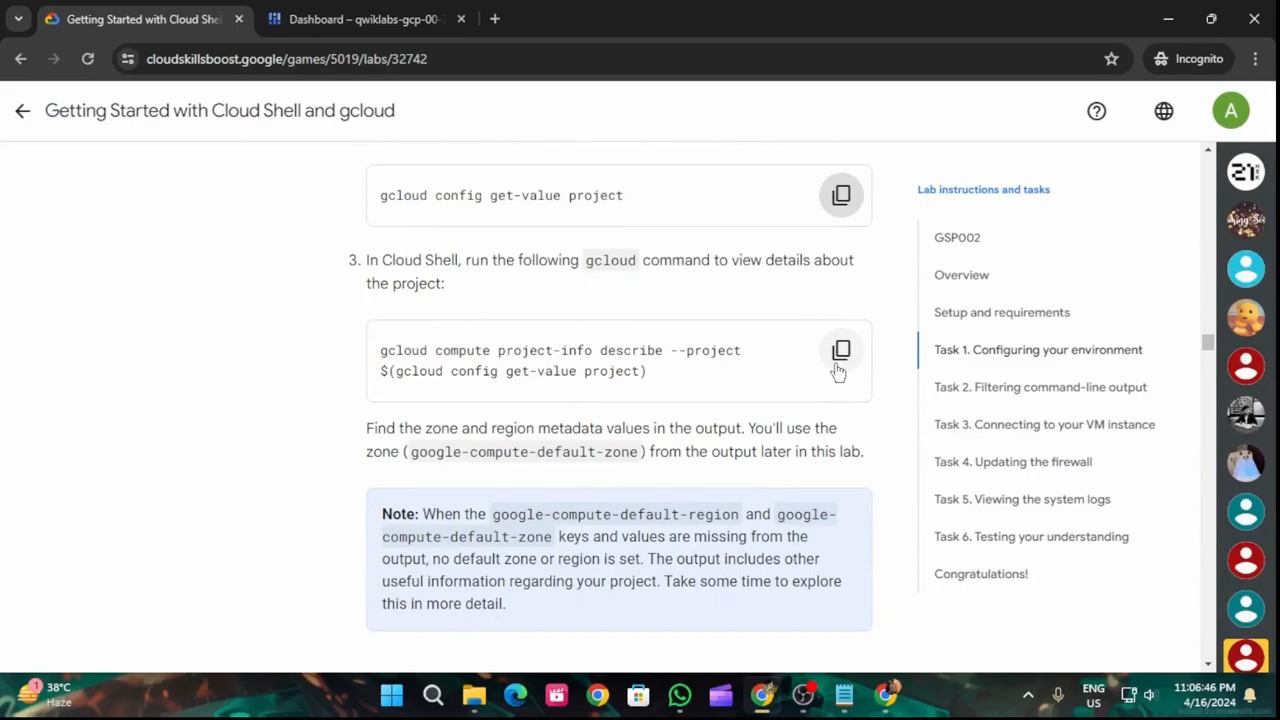 Getting Started with Cloud She
Dashboard – qwiklabs-gcp-00-
cloudskillsboost.google/games/5019/labs/32742
Incognito
Getting Started with Cloud Shell and gcloud
A
gcloud config get-value project
3. In Cloud Shell, run the following gcloud command to view details about
the project:
gcloud compute project-info describe --project
$(gcloud config get-value project)
Find the zone and region metadata values in the output. You'll use the
zone (google-compute-default-zone) from the output later in this lab.
Note: When the google-compute-default-region and google-
compute-default-zone keys and values are missing from the
output, no default zone or region is set. The output includes other
useful information regarding your project. Take some time to explore
this in more detail.
Lab instructions and tasks
GSP002
Overview
Setup and requirements
Task 1. Configuring your environment
Task 2. Filtering command-line output
Task 3. Connecting to your VM instance
Task 4. Updating the firewall
Task 5. Viewing the system logs
Task 6. Testing your understanding
Congratulations!
21
1
38°C
Haze
ENG
US
11:06:46 PM
4/16/2024